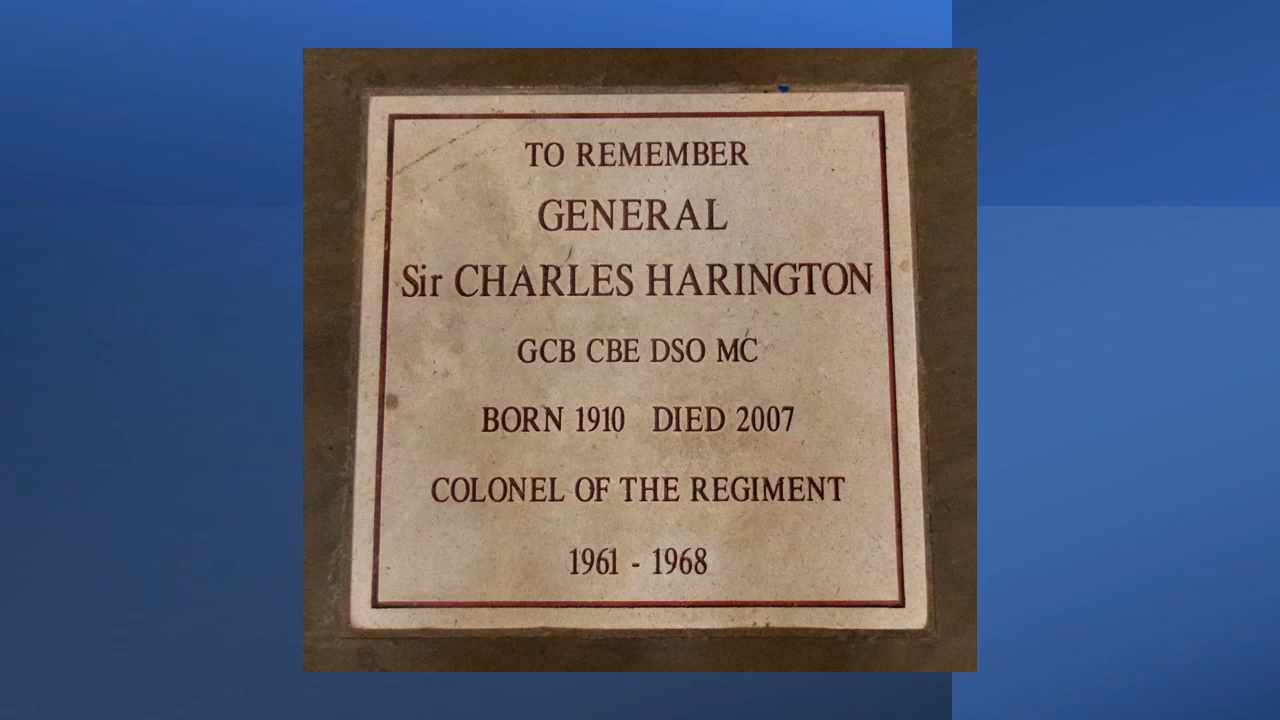 TO REMEMBER
GENERAL
Sir CHARLES HARINGTON
GCB CBE DSO MC
BORN 1910 DIED 2007
COLONEL OF THE REGIMENT
1961 - 1968